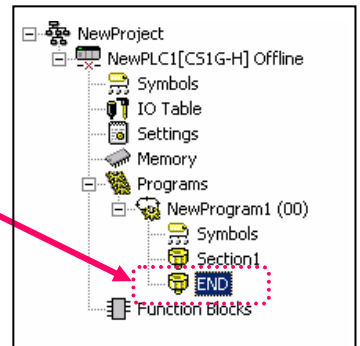 NewProject
NewPLC1[CS1G-H] Offline
Symbols
IO Table
Settings
Memory
Programs
NewProgram1 (00)
Symbols
Section1
END
Function Blocks